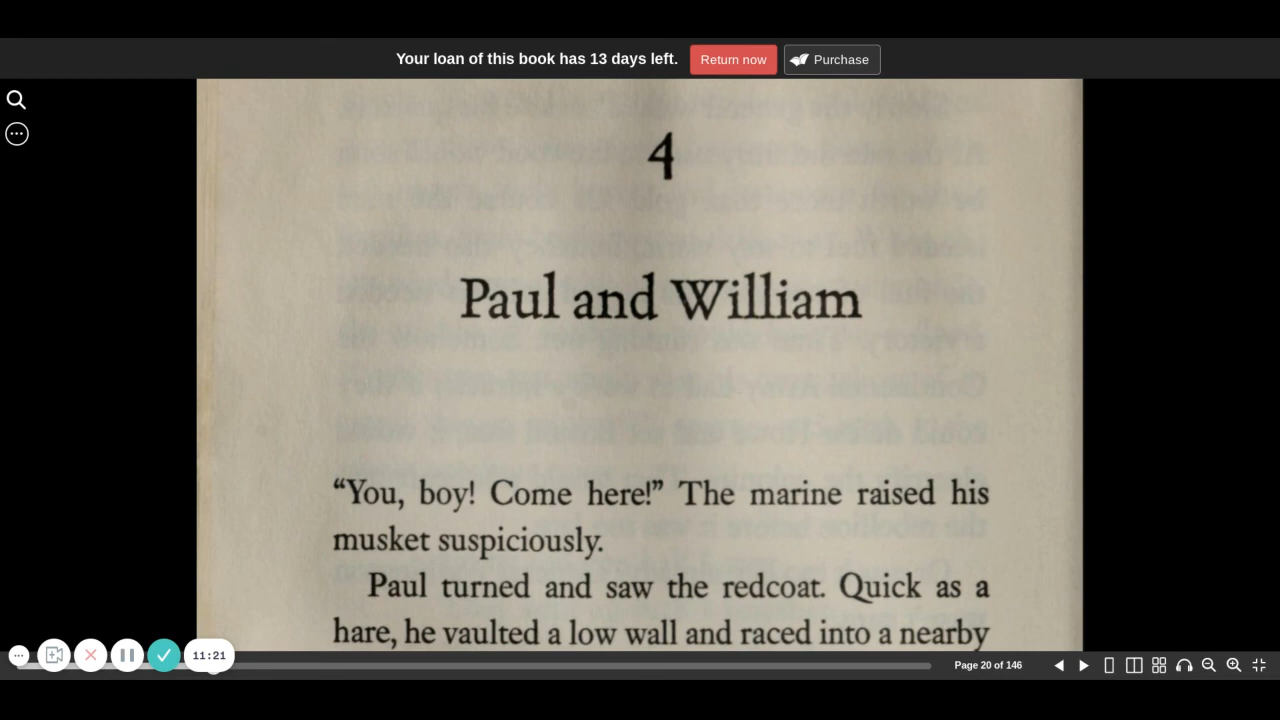 Your loan of this book has 13 days left. Return now Purchase
4
Paul and William
“You, boy! Come here!” The marine raised his
musket suspiciously.
Paul turned and saw the redcoat. Quick as a
hare, he vaulted a low wall and raced into a nearby
11:21
Page 20 of 146